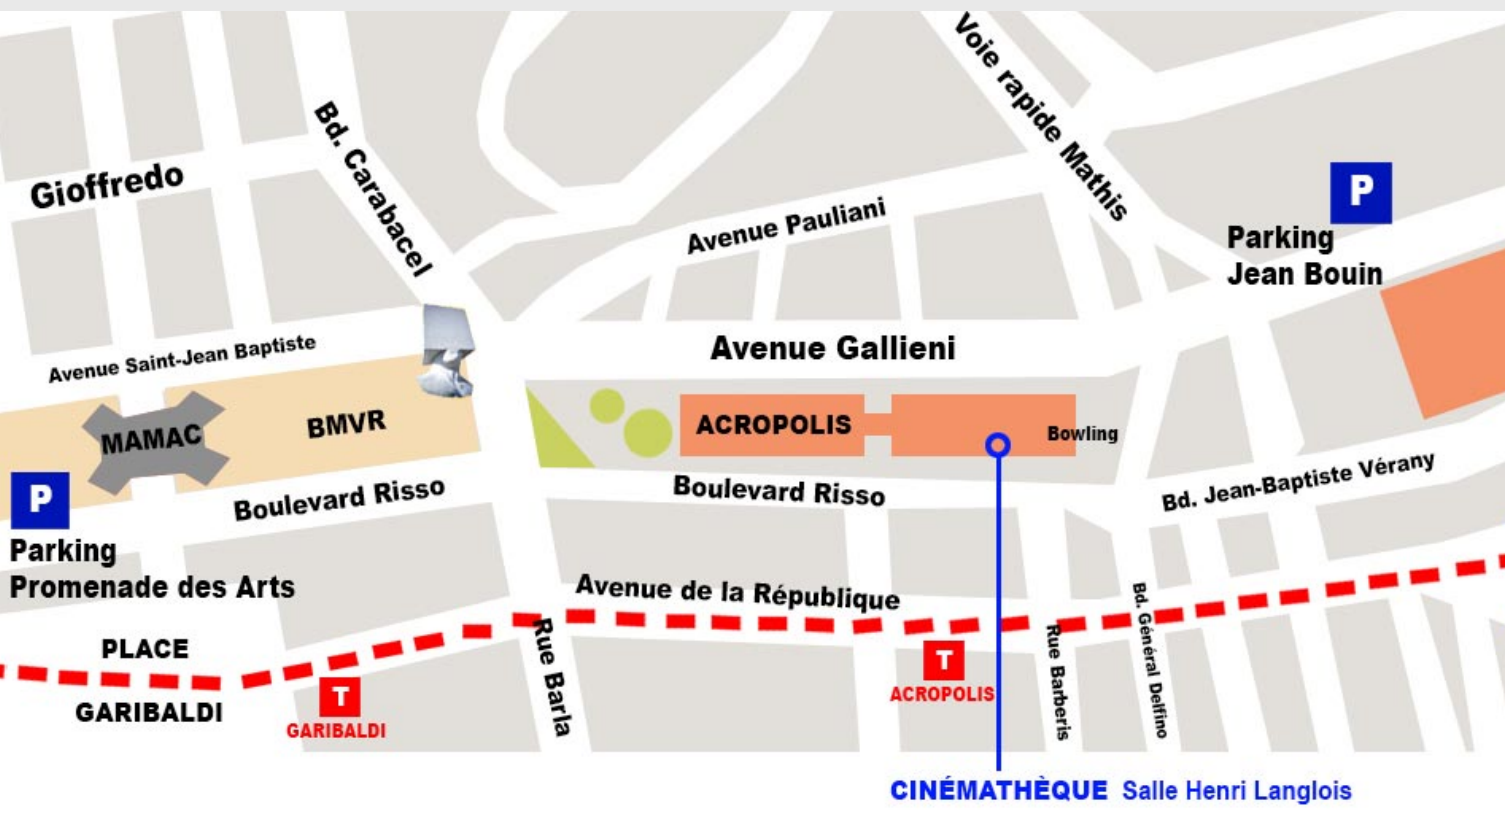 Voie rapide Mathis
Bd. Carabacel
Gioffredo
P
Parking
Jean Bouin
Avenue Pauliani
Avenue Saint-Jean Baptiste
Avenue Gallieni
MAMAC
BMVR
ACROPOLIS
Bowling
P
Parking
Promenade des Arts
Boulevard Risso
Boulevard Risso
Bd. Jean-Baptiste Vérany
Avenue de la République
PLACE
GARIBALDI
T
GARIBALDI
Rue Barla
T
ACROPOLIS
Rue Barberis
Bd. Général Delfino
CINÉMATHÈQUE Salle Henri Langlois